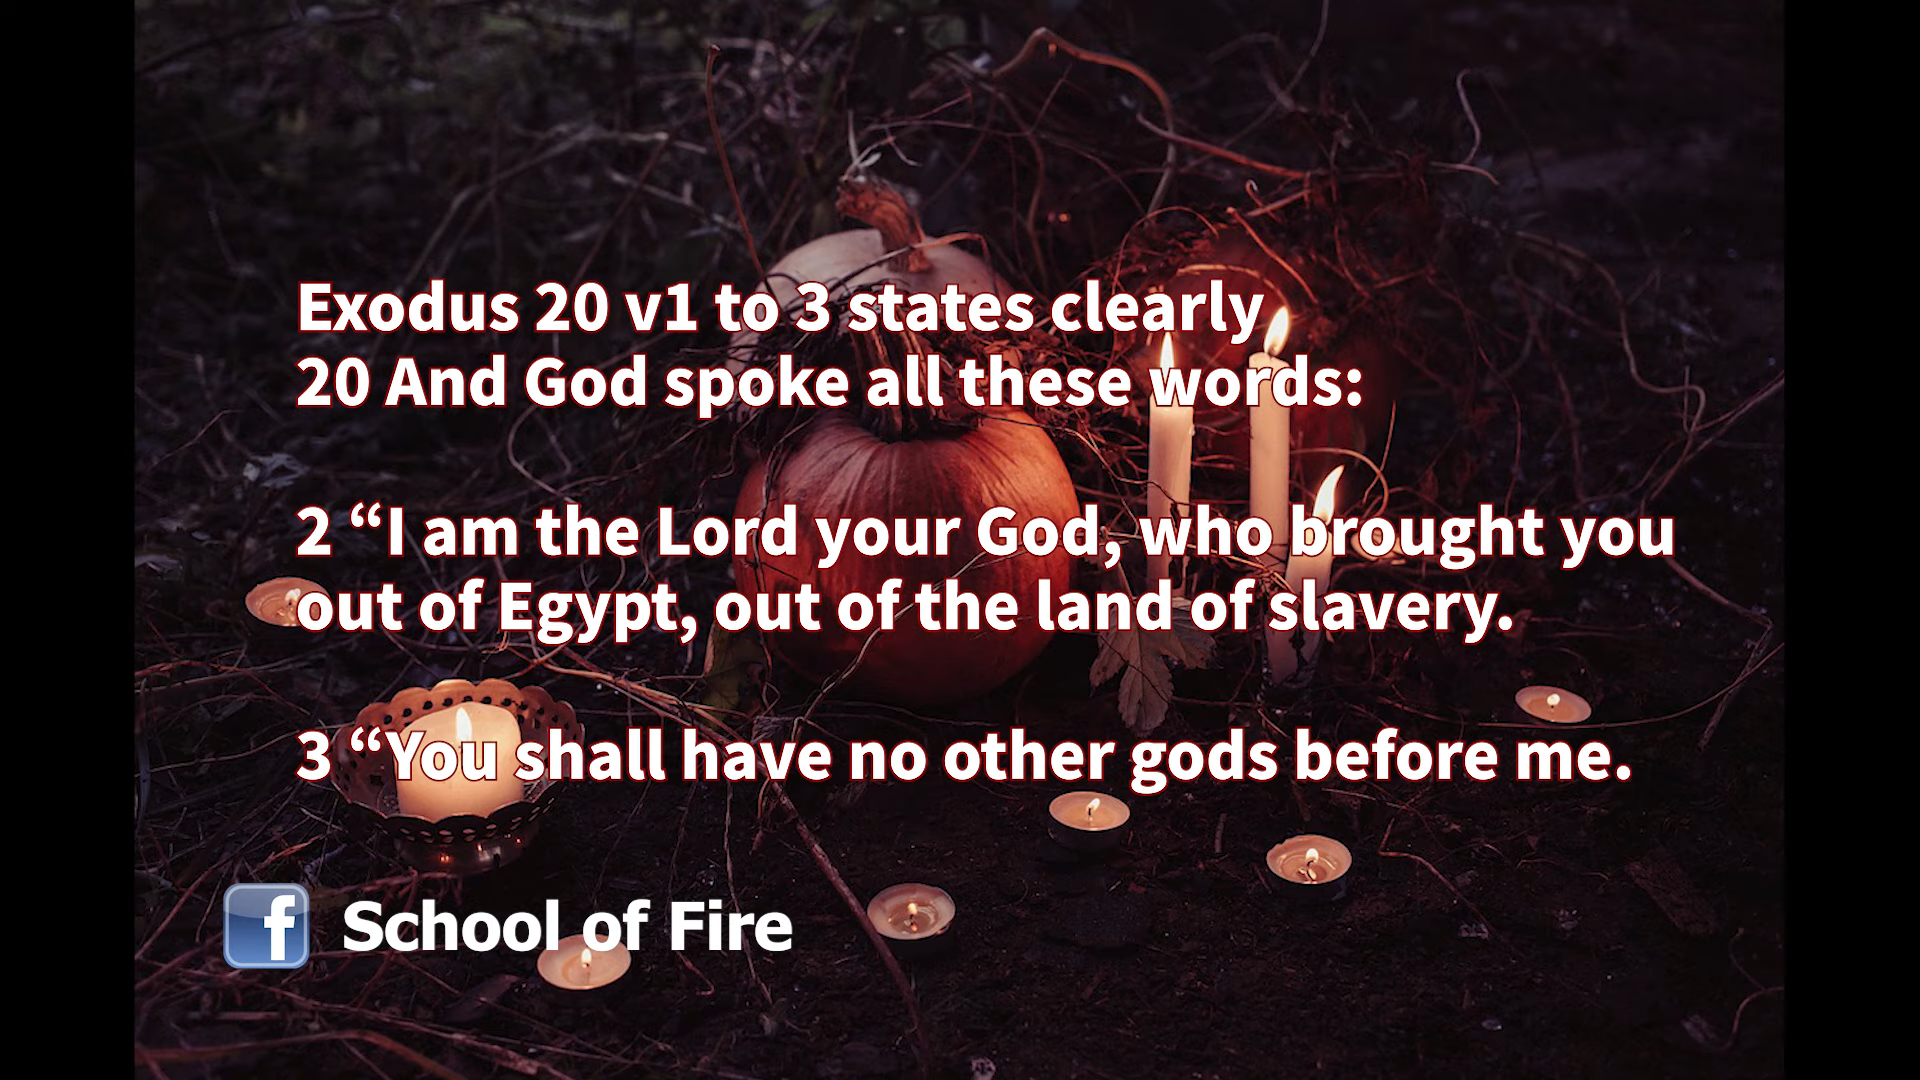 Exodus 20 v1 to 3 states clearly
20 And God spoke all these words:
2 “I am the Lord your God, who brought you
out of Egypt, out of the land of slavery.
3 “You shall have no other gods before me.
f School of Fire